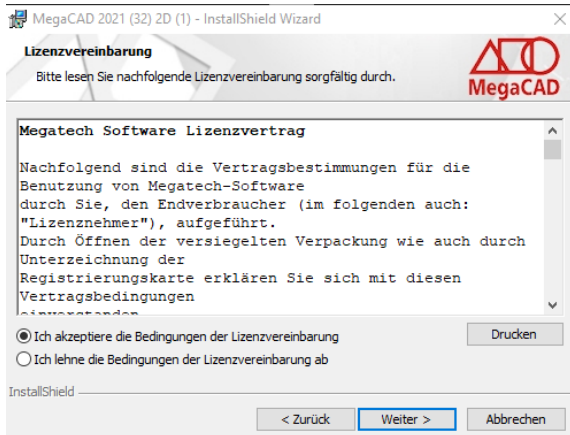 MegaCAD 2021 (32) 2D (1) - InstallShield Wizard
Lizenzvereinbarung
Bitte lesen Sie nachfolgende Lizenzvereinbarung sorgfältig durch.
MegaCAD
Megatech Software Lizenzvertrag
Nachfolgend sind die Vertragsbestimmungen für die
Benutzung von Megatech-Software
durch Sie, den Endverbraucher (im folgenden auch:
"Lizenznehmer"), aufgeführt.
Durch Öffnen der versiegelten Verpackung wie auch durch
Unterzeichnung der
Registrierungskarte erklären Sie sich mit diesen
Vertragsbedingungen
einverstanden
Ich akzeptiere die Bedingungen der Lizenzvereinbarung
Drucken
Ich lehne die Bedingungen der Lizenzvereinbarung ab
InstallShield
< Zurück
Weiter >
Abbrechen